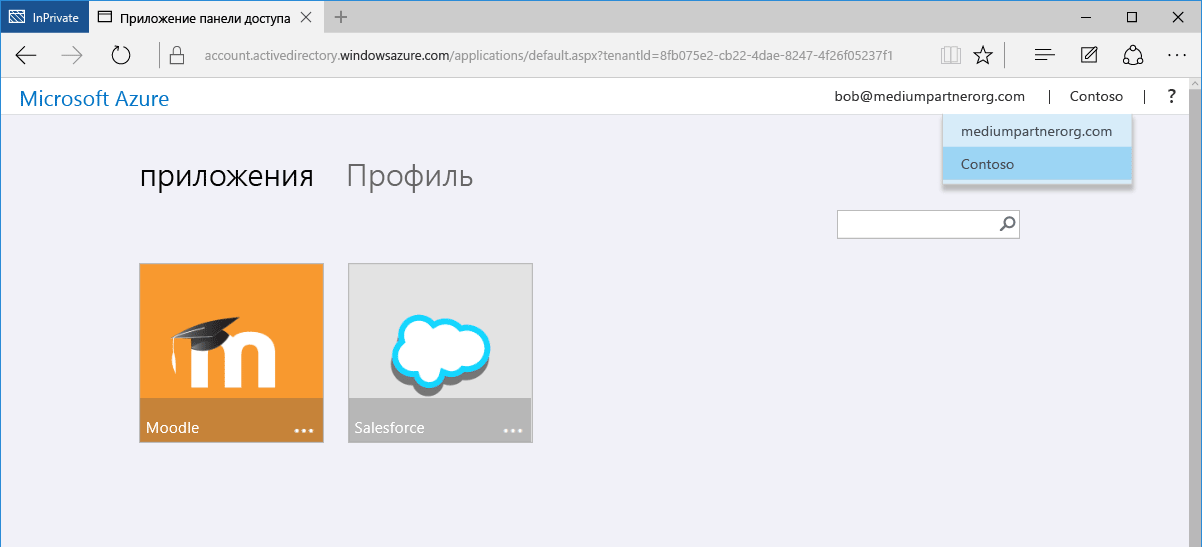 InPrivate
Приложение панели доступа
account.activedirectory.windowsazure.com/applications/default.aspx?tenantId=8fb075e2-cb22-4dae-8247-4f26f05237f1
Microsoft Azure
bob@mediumpartnerorg.com | Contoso | ?
mediumpartnerorg.com
Contoso
приложения Профиль
m
Moodle ...
Salesforce ...